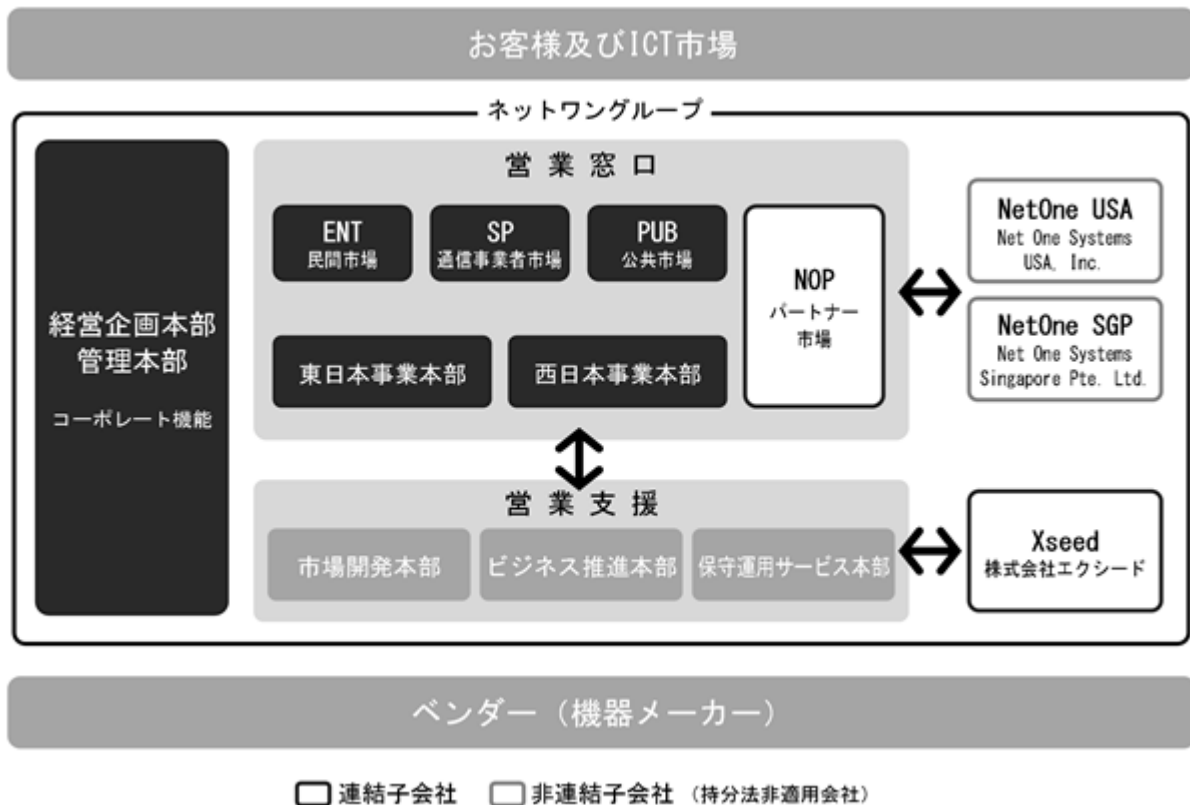 お客様及びICT市場
ネットワングループ
経営企画本部
管理本部
コーポレート機能
営業窓口
ENT
民間市場
SP
通信事業者市場
PUB
公共市場
NOP
パートナー
市場
東日本事業本部
西日本事業本部
NetOne USA
Net One Systems
USA, Inc.
NetOne SGP
Net One Systems
Singapore Pte. Ltd.
営業支援
市場開発本部
ビジネス推進本部
保守運用サービス本部
Xseed
株式会社エクシード
ベンダー（機器メーカー）
連結子会社 非連結子会社（持分法非適用会社）